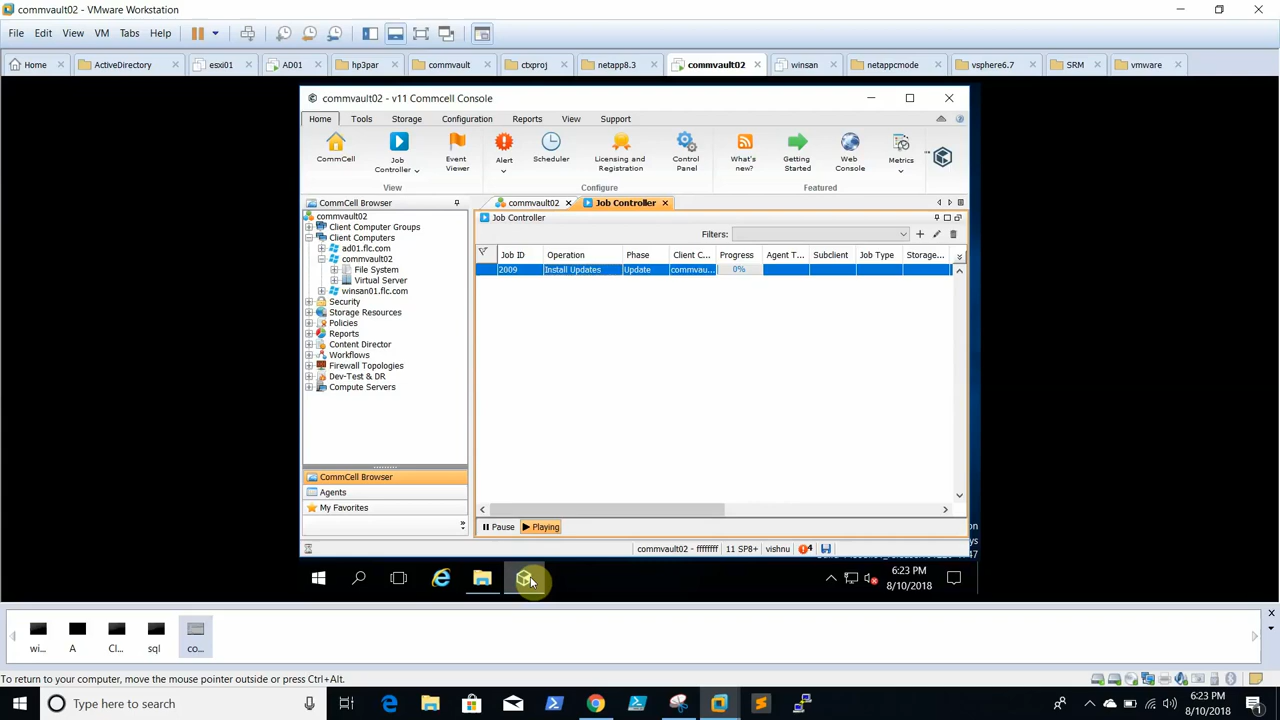 commvault02 - VMware Workstation
File Edit View VM Tabs Help
Home ActiveDirectory esxi01 AD01 hp3par commvault ctxproj netapp8.3 commvault02 winsan netappcmode vsphere6.7 SRM vmware
commvault02 - v11 Commcell Console
Home Tools Storage Configuration Reports View Support
CommCell
Job Controller
Event Viewer
Alert
Scheduler
Licensing and Registration
Control Panel
What's new?
Getting Started
Web Console
Metrics
View Configure Featured
CommCell Browser
commvault02 Job Controller
commvault02
Client Computer Groups
Client Computers
ad01.flc.com
commvault02
File System
Virtual Server
winsan01.flc.com
Security
Storage Resources
Policies
Reports
Content Director
Workflows
Firewall Topologies
Dev-Test & DR
Compute Servers
CommCell Browser
Agents
My Favorites
Job Controller
Filters:
Job ID Operation Phase Client C... Progress Agent T... Subclient Job Type Storage...
2009 Install Updates Update commvau... 0%
Pause Playing
commvault02 - ffffffff 11 SP8+ vishnu
6:23 PM
8/10/2018
wi... A Cl... sql co...
To return to your computer, move the mouse pointer outside or press Ctrl+Alt.
Type here to search
6:23 PM
8/10/2018